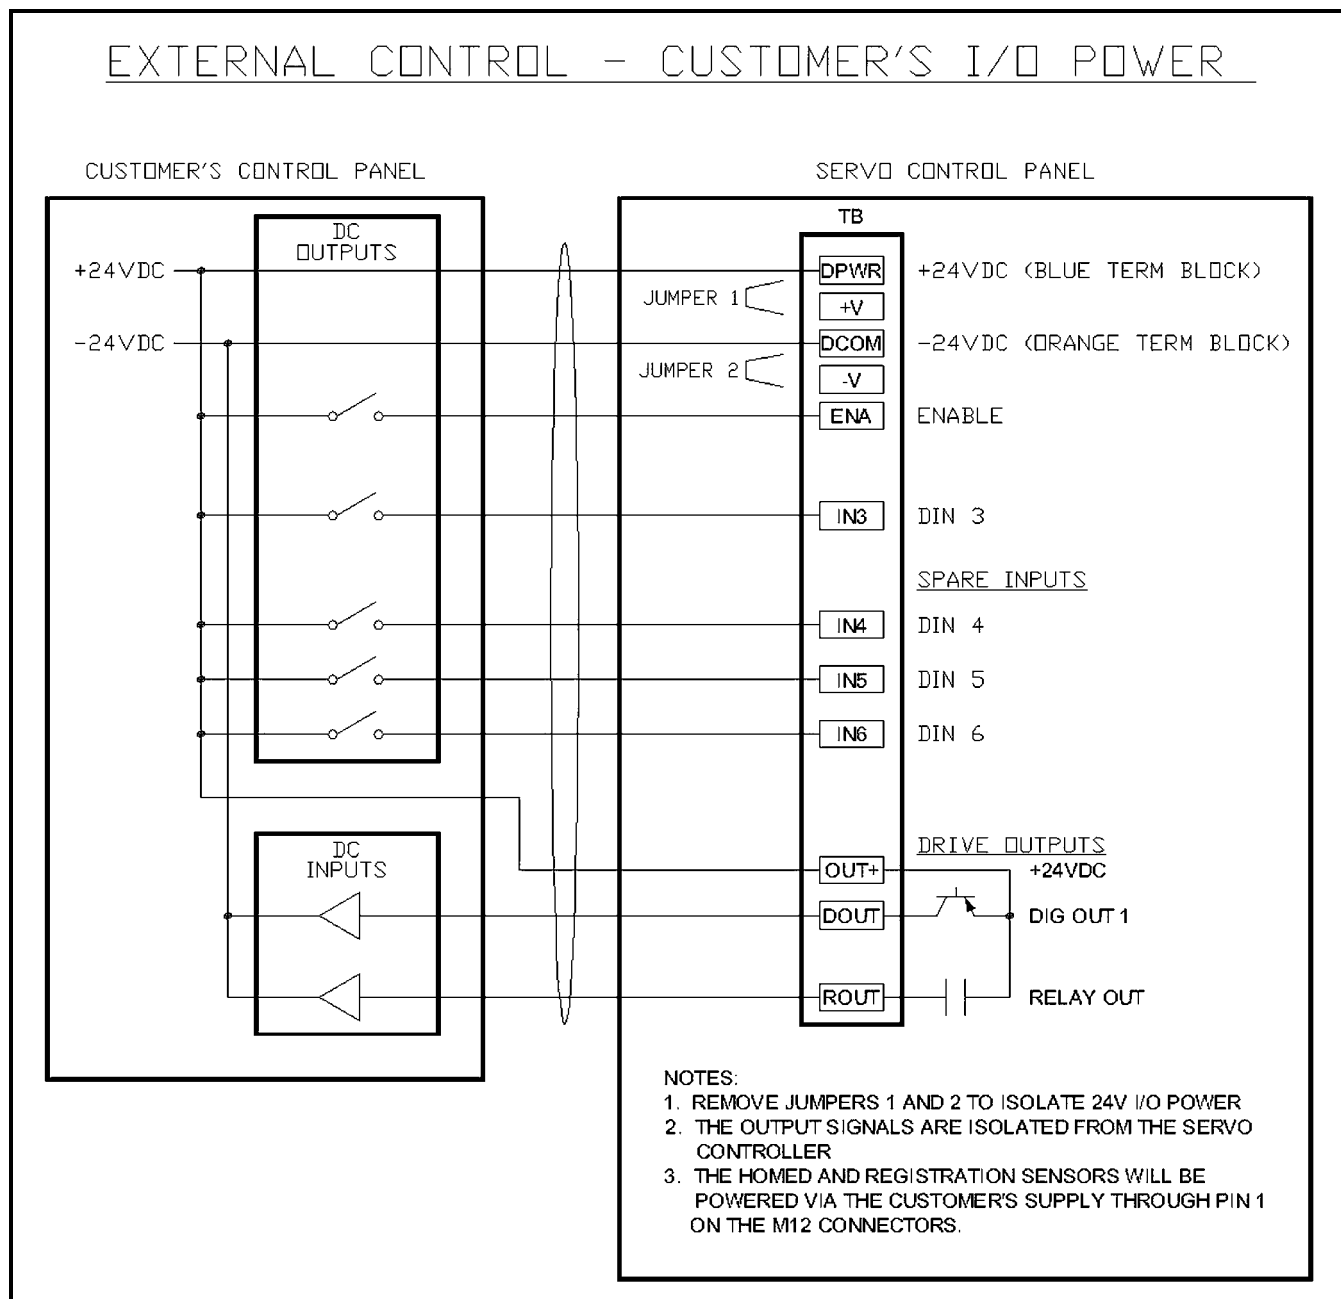 EXTERNAL CONTROL - CUSTOMER'S I/O POWER
CUSTOMER'S CONTROL PANEL
SERVO CONTROL PANEL
DC
OUTPUTS
TB
+24VDC
DPWR
+24VDC (BLUE TERM BLOCK)
JUMPER 1
+V
-24VDC
DCOM
-24VDC (ORANGE TERM BLOCK)
JUMPER 2
-V
ENA
ENABLE
IN3
DIN 3
SPARE INPUTS
IN4
DIN 4
IN5
DIN 5
IN6
DIN 6
DC
INPUTS
DRIVE OUTPUTS
OUT+
+24VDC
DOUT
DIG OUT 1
ROUT
RELAY OUT
NOTES:
1. REMOVE JUMPERS 1 AND 2 TO ISOLATE 24V I/O POWER
2. THE OUTPUT SIGNALS ARE ISOLATED FROM THE SERVO
CONTROLLER
3. THE HOMED AND REGISTRATION SENSORS WILL BE
POWERED VIA THE CUSTOMER'S SUPPLY THROUGH PIN 1
ON THE M12 CONNECTORS.